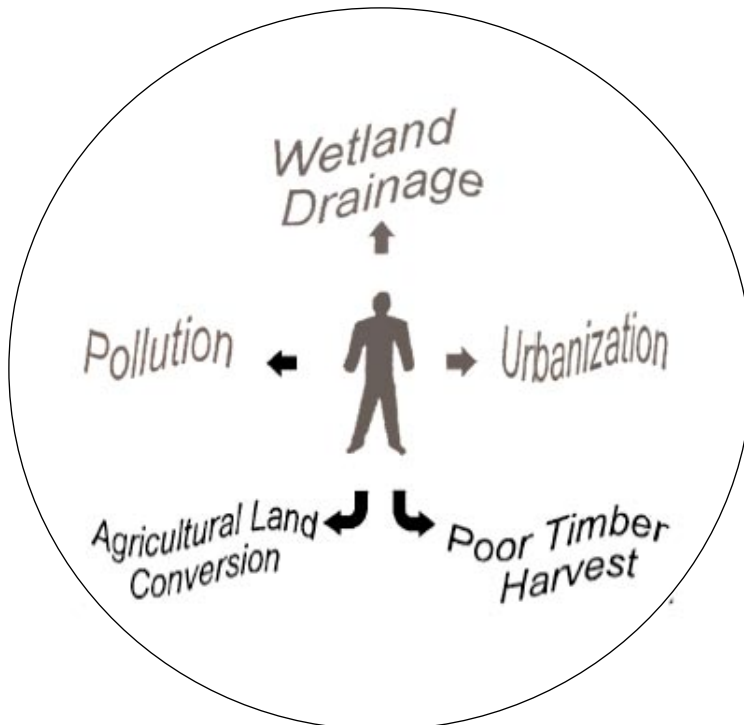 Wetland
Drainage
Pollution
Urbanization
Agricultural Land
Conversion
Poor Timber
Harvest